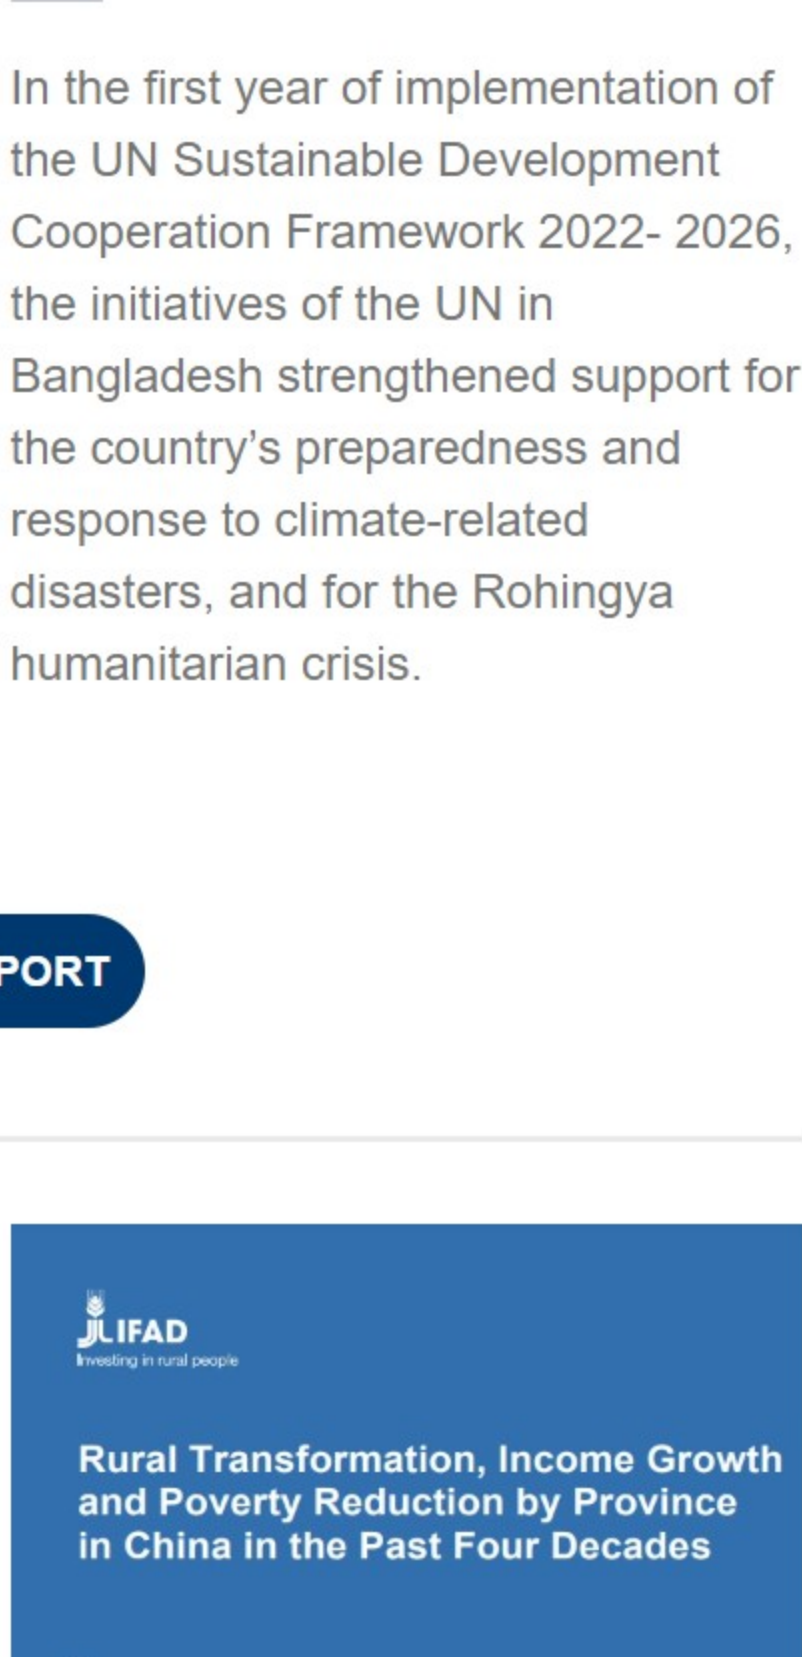 In the first year of implementation of
the UN Sustainable Development
Cooperation Framework 2022- 2026,
the initiatives of the UN in
Bangladesh strengthened support for
the country’s preparedness and
response to climate-related
disasters, and for the Rohingya
humanitarian crisis.
PORT
IFAD
Investing in rural people
Rural Transformation, Income Growth
and Poverty Reduction by Province
in China in the Past Four Decades